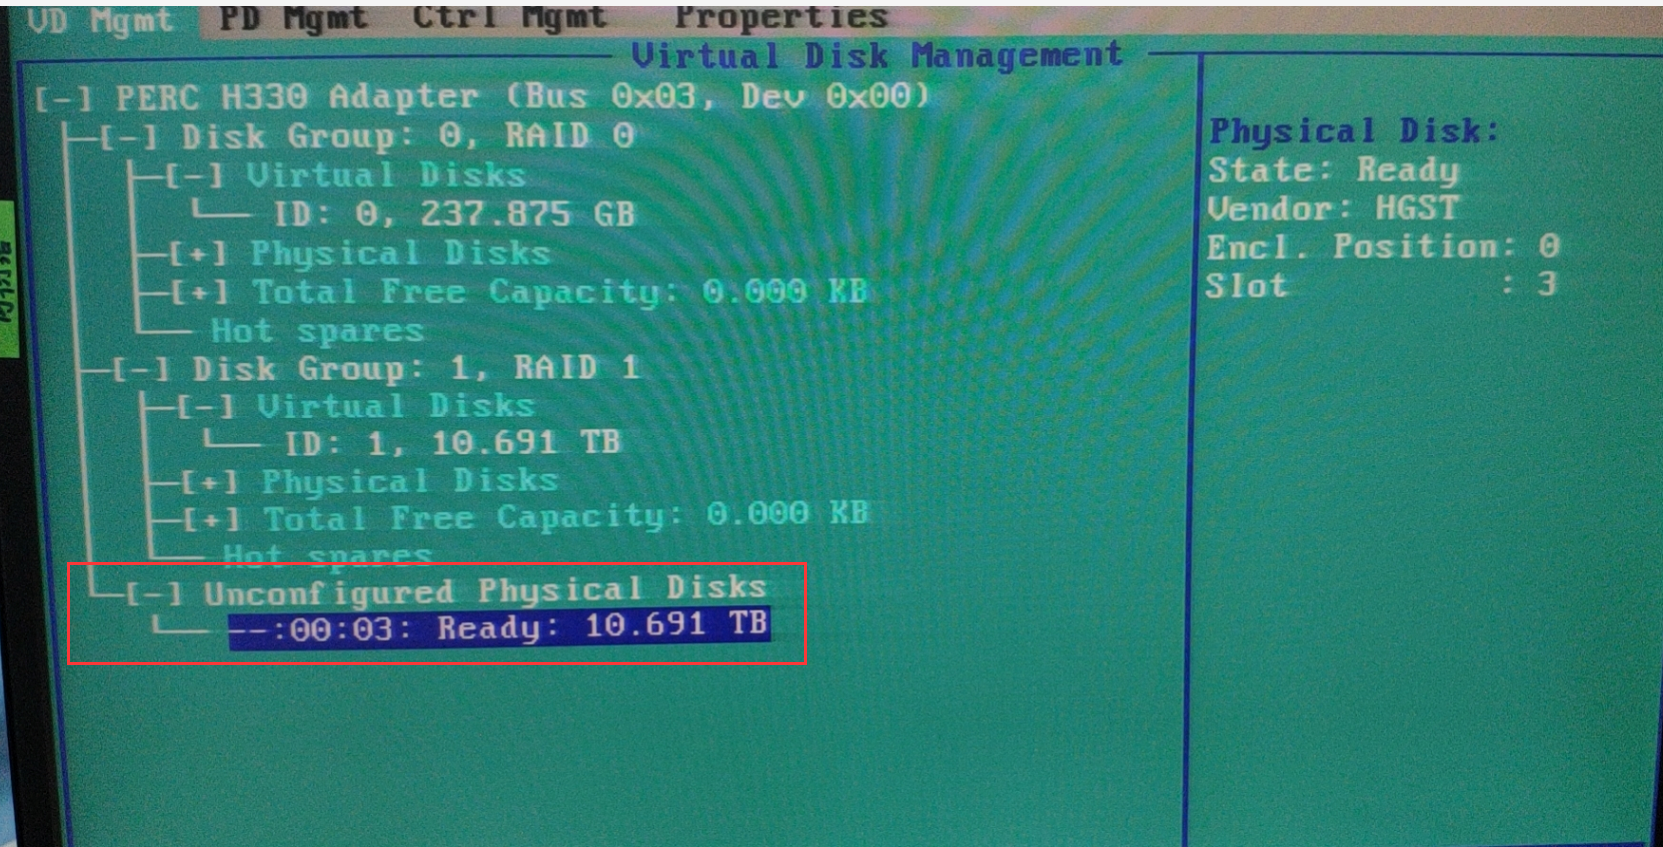 VD Mgmt PD Mgmt Ctrl Mgmt Properties
Virtual Disk Management
[-] PERC H330 Adapter (Bus 0x03, Dev 0x00)
[-] Disk Group: 0, RAID 0
[-] Virtual Disks
ID: 0, 237.875 GB
[+] Physical Disks
[+] Total Free Capacity: 0.000 KB
Hot spares
[-] Disk Group: 1, RAID 1
[-] Virtual Disks
ID: 1, 10.691 TB
[+] Physical Disks
[+] Total Free Capacity: 0.000 KB
Hot spares
[-] Unconfigured Physical Disks
--:00:03: Ready: 10.691 TB
Physical Disk:
State: Ready
Vendor: HGST
Encl. Position: 0
Slot : 3